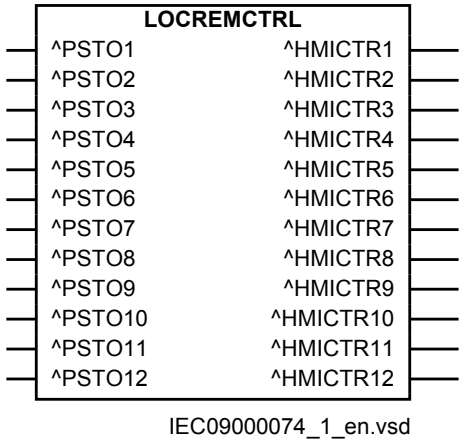 LOCREMCTRL
^PSTO1 ^HMICTR1
^PSTO2 ^HMICTR2
^PSTO3 ^HMICTR3
^PSTO4 ^HMICTR4
^PSTO5 ^HMICTR5
^PSTO6 ^HMICTR6
^PSTO7 ^HMICTR7
^PSTO8 ^HMICTR8
^PSTO9 ^HMICTR9
^PSTO10 ^HMICTR10
^PSTO11 ^HMICTR11
^PSTO12 ^HMICTR12
IEC09000074_1_en.vsd